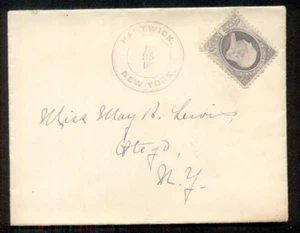 HARTWICK.
NEW YORK
Miss May B. Lewis,
Otego,
N.Y.